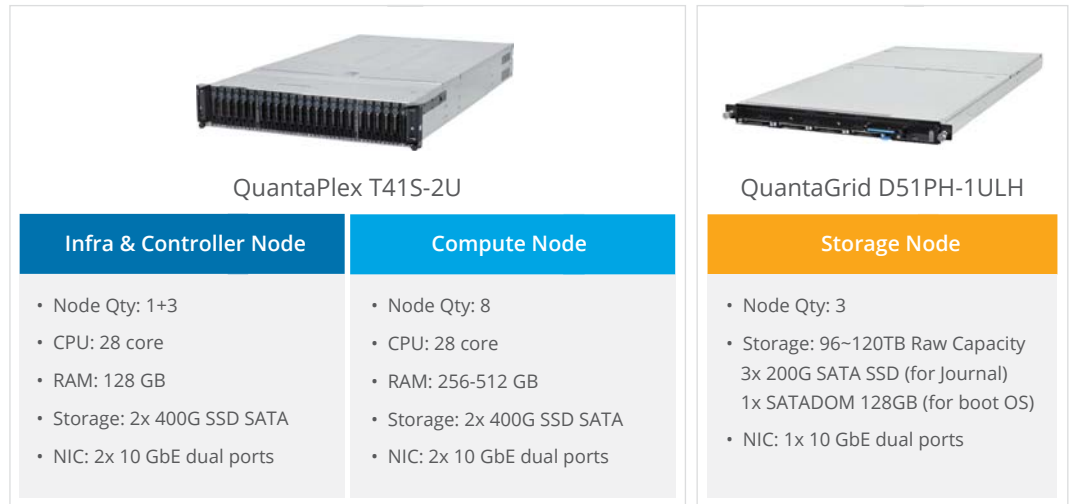 QuantaPlex T41S-2U
Infra & Controller Node
• Node Qty: 1+3
• CPU: 28 core
• RAM: 128 GB
• Storage: 2x 400G SSD SATA
• NIC: 2x 10 GbE dual ports
Compute Node
• Node Qty: 8
• CPU: 28 core
• RAM: 256-512 GB
• Storage: 2x 400G SSD SATA
• NIC: 2x 10 GbE dual ports
QuantaGrid D51PH-1ULH
Storage Node
• Node Qty: 3
• Storage: 96~120TB Raw Capacity
3x 200G SATA SSD (for Journal)
1x SATADOM 128GB (for boot OS)
• NIC: 1x 10 GbE dual ports